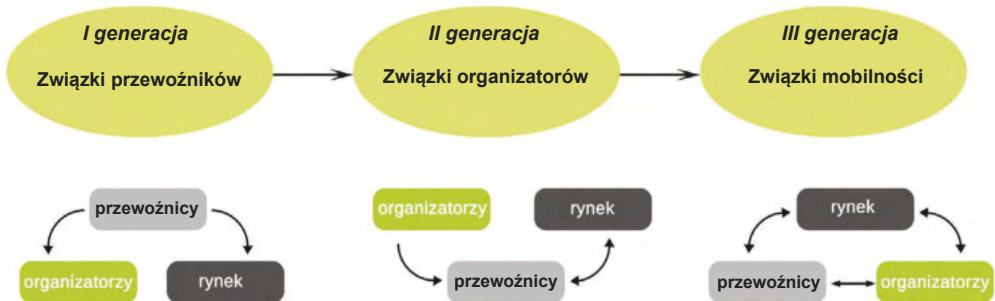 I generacja
Związki przewoźników
II generacja
Związki organizatorów
III generacja
Związki mobilności
przewoźnicy
organizatorzy
rynek
organizatorzy
rynek
przewoźnicy
rynek
przewoźnicy
organizatorzy